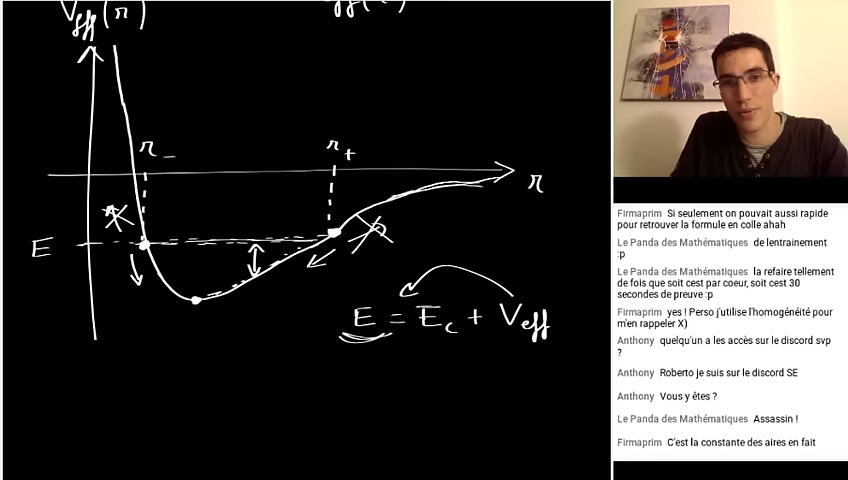 V_eff(r)
r_-
r_+
r
E
E = E_c + V_eff
Firmaprim Si seulement on pouvait aussi rapide
pour retrouver la formule en colle ahah
Le Panda des Mathématiques de lentrainement
:p
Le Panda des Mathématiques la refaire tellement
de fois que soit cest par coeur, soit cest 30
secondes de preuve :p
Firmaprim yes ! Perso j'utilise l'homogénéité pour
m'en rappeler X)
Anthony quelqu'un a les accès sur le discord svp
?
Anthony Roberto je suis sur le discord SE
Anthony Vous y êtes ?
Le Panda des Mathématiques Assassin !
Firmaprim C'est la constante des aires en fait